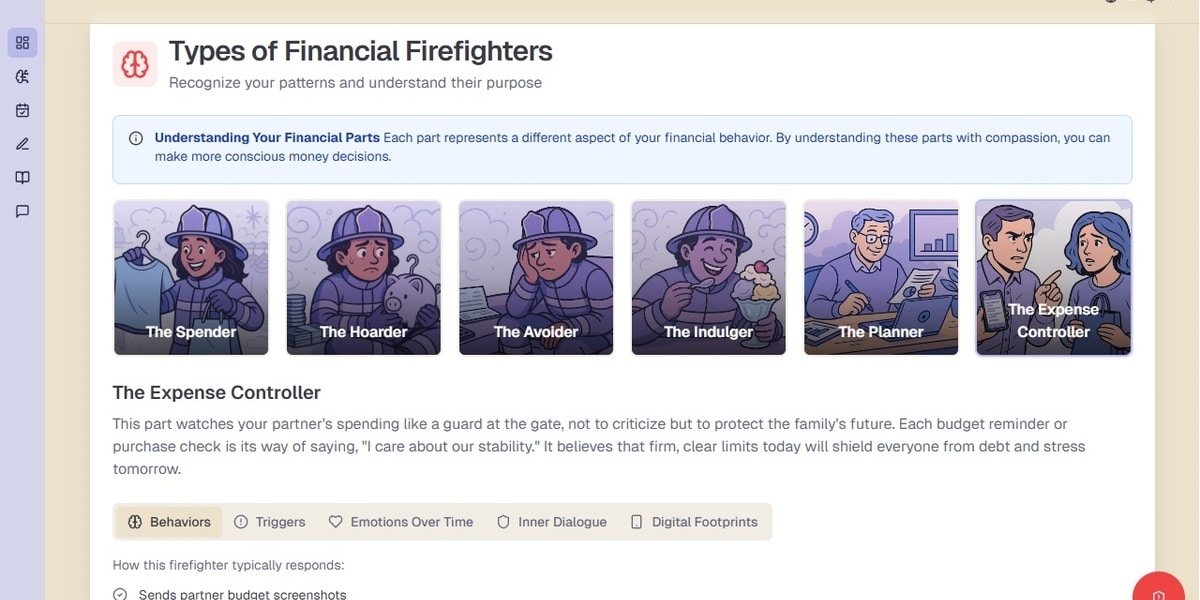 Types of Financial Firefighters
Recognize your patterns and understand their purpose
Understanding Your Financial Parts Each part represents a different aspect of your financial behavior. By understanding these parts with compassion, you can
make more conscious money decisions.
The Spender
The Hoarder
The Avoider
The Indulger
The Planner
The Expense
Controller
The Expense Controller
This part watches your partner's spending like a guard at the gate, not to criticize but to protect the family's future. Each budget reminder or
purchase check is its way of saying, "I care about our stability." It believes that firm, clear limits today will shield everyone from debt and stress
tomorrow.
Behaviors Triggers Emotions Over Time Inner Dialogue Digital Footprints
How this firefighter typically responds:
Sends partner budget screenshots